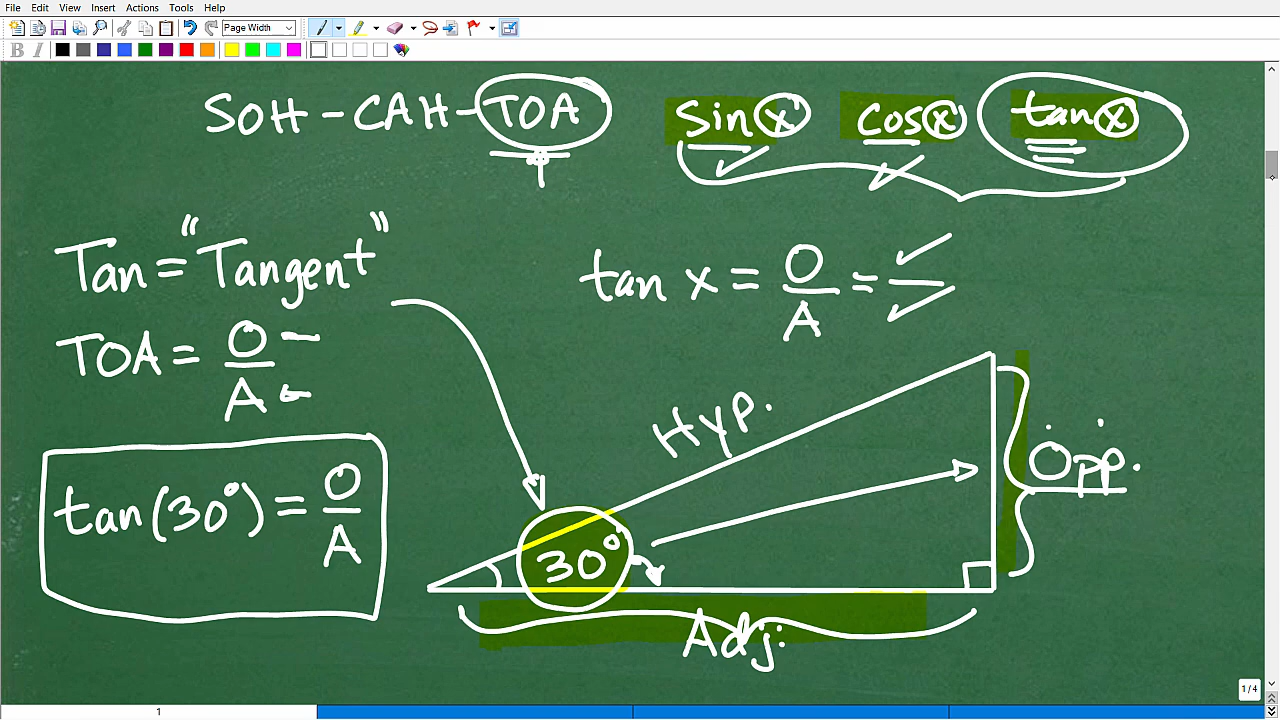 File Edit View Insert Actions Tools Help
Page Width
B I
SOH - CAH - TOA sin x cos x tan x
Tan = "Tangent"
tan x = O/A =
TOA = O/A
Hyp.
Opp.
tan(30°) = O/A
30°
Adj.
1/4
1